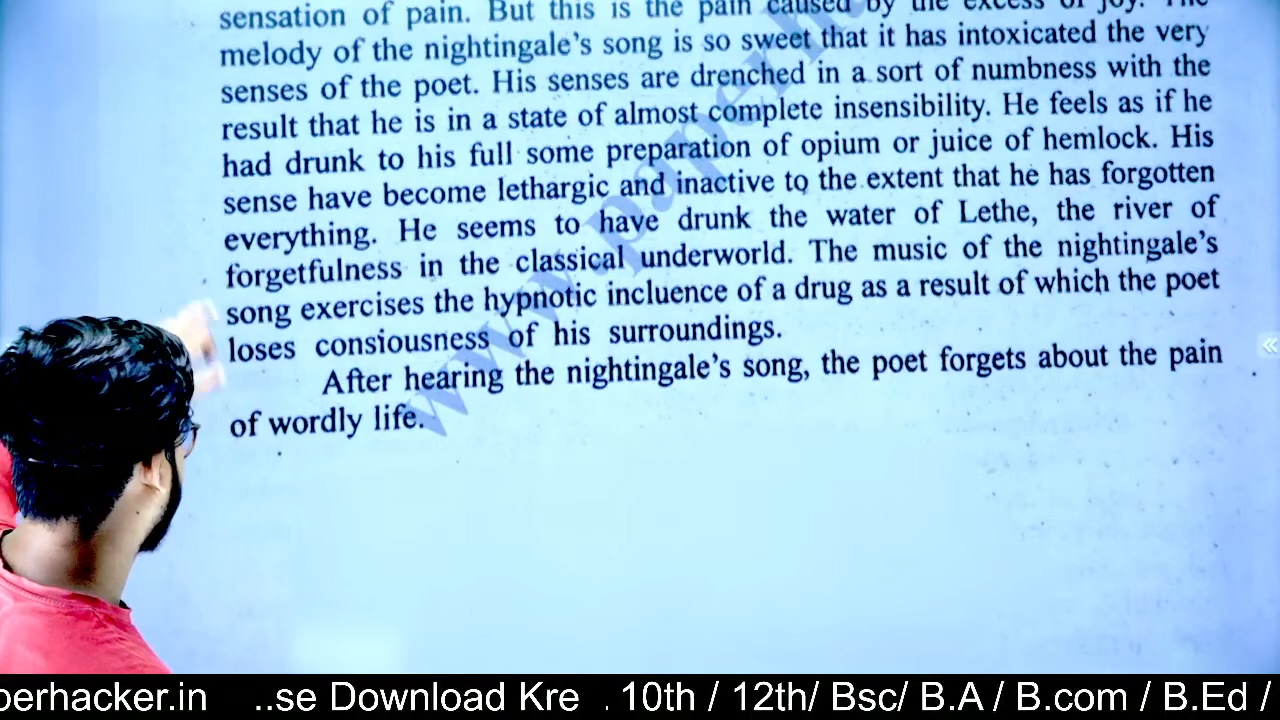 sensation of pain. But this is the pain caused by the excess of joy. The
melody of the nightingale's song is so sweet that it has intoxicated the very
senses of the poet. His senses are drenched in a sort of numbness with the
result that he is in a state of almost complete insensibility. He feels as if he
had drunk to his full some preparation of opium or juice of hemlock. His
sense have become lethargic and inactive to the extent that he has forgotten
everything. He seems to have drunk the water of Lethe, the river of
forgetfulness in the classical underworld. The music of the nightingale's
song exercises the hypnotic incluence of a drug as a result of which the poet
loses consiousness of his surroundings.
After hearing the nightingale's song, the poet forgets about the pain
of wordly life.
perhacker.in ..se Download Kre . 10th / 12th/ Bsc/ B.A / B.com / B.Ed /